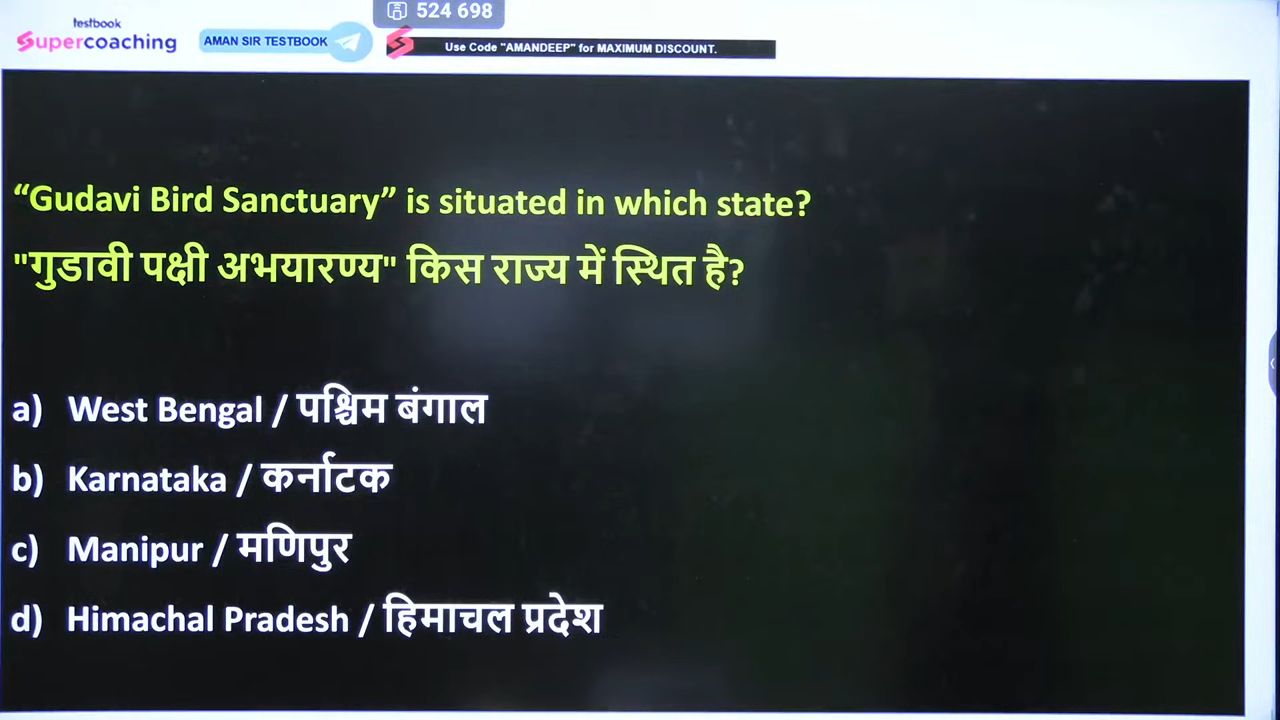 524 698
testbook
Supercoaching
AMAN SIR TESTBOOK
Use Code "AMANDEEP" for MAXIMUM DISCOUNT.
“Gudavi Bird Sanctuary” is situated in which state?
"गुडावी पक्षी अभयारण्य" किस राज्य में स्थित है?
a) West Bengal / पश्चिम बंगाल
b) Karnataka / कर्नाटक
c) Manipur / मणिपुर
d) Himachal Pradesh / हिमाचल प्रदेश